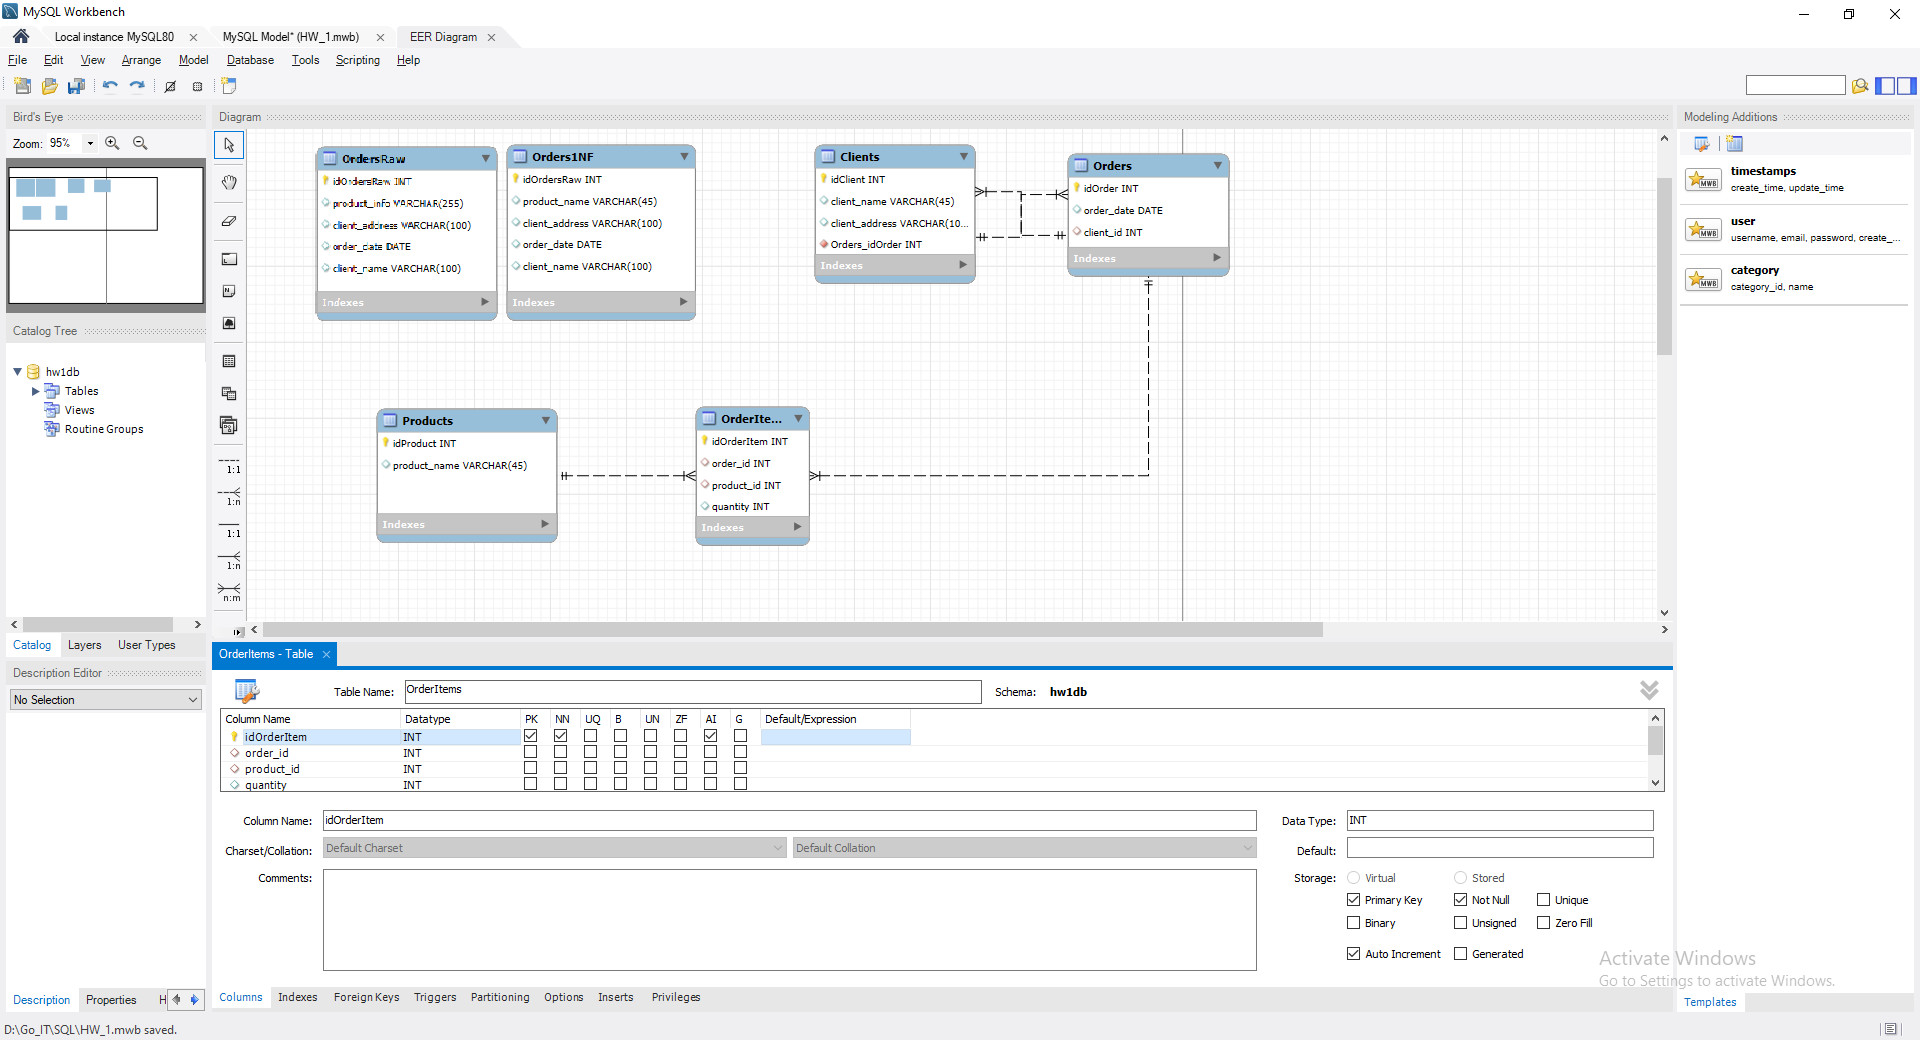 MySQL Workbench
Local instance MySQL80
MySQL Model* (HW_1.mwb)
EER Diagram
File Edit View Arrange Model Database Tools Scripting Help
Bird's Eye
Zoom: 95%
Catalog Tree
hw1db
Tables
Views
Routine Groups
Catalog Layers User Types
Description Editor
No Selection
Description Properties H
Diagram
1:1
1:n
1:1
1:n
n:m
OrdersRaw
idOrdersRaw INT
product_info VARCHAR(255)
client_address VARCHAR(100)
order_date DATE
client_name VARCHAR(100)
Indexes
Orders1NF
idOrdersRaw INT
product_name VARCHAR(45)
client_address VARCHAR(100)
order_date DATE
client_name VARCHAR(100)
Indexes
Clients
idClient INT
client_name VARCHAR(45)
client_address VARCHAR(10...
Orders_idOrder INT
Indexes
Orders
idOrder INT
order_date DATE
client_id INT
Indexes
Products
idProduct INT
product_name VARCHAR(45)
Indexes
OrderIte...
idOrderItem INT
order_id INT
product_id INT
quantity INT
Indexes
OrderItems - Table
Table Name: OrderItems Schema: hw1db
Column Name Datatype PK NN UQ B UN ZF AI G Default/Expression
idOrderItem INT
order_id INT
product_id INT
quantity INT
Column Name: idOrderItem Data Type: INT
Charset/Collation: Default Charset Default Collation Default:
Comments: Storage: Virtual Stored
Primary Key Not Null Unique
Binary Unsigned Zero Fill
Auto Increment Generated
Columns Indexes Foreign Keys Triggers Partitioning Options Inserts Privileges
Modeling Additions
MWB
timestamps
create_time, update_time
MWB
user
username, email, password, create_...
MWB
category
category_id, name
Activate Windows
Go to Settings to activate Windows.
Templates
D:\Go_IT\SQL\HW_1.mwb saved.